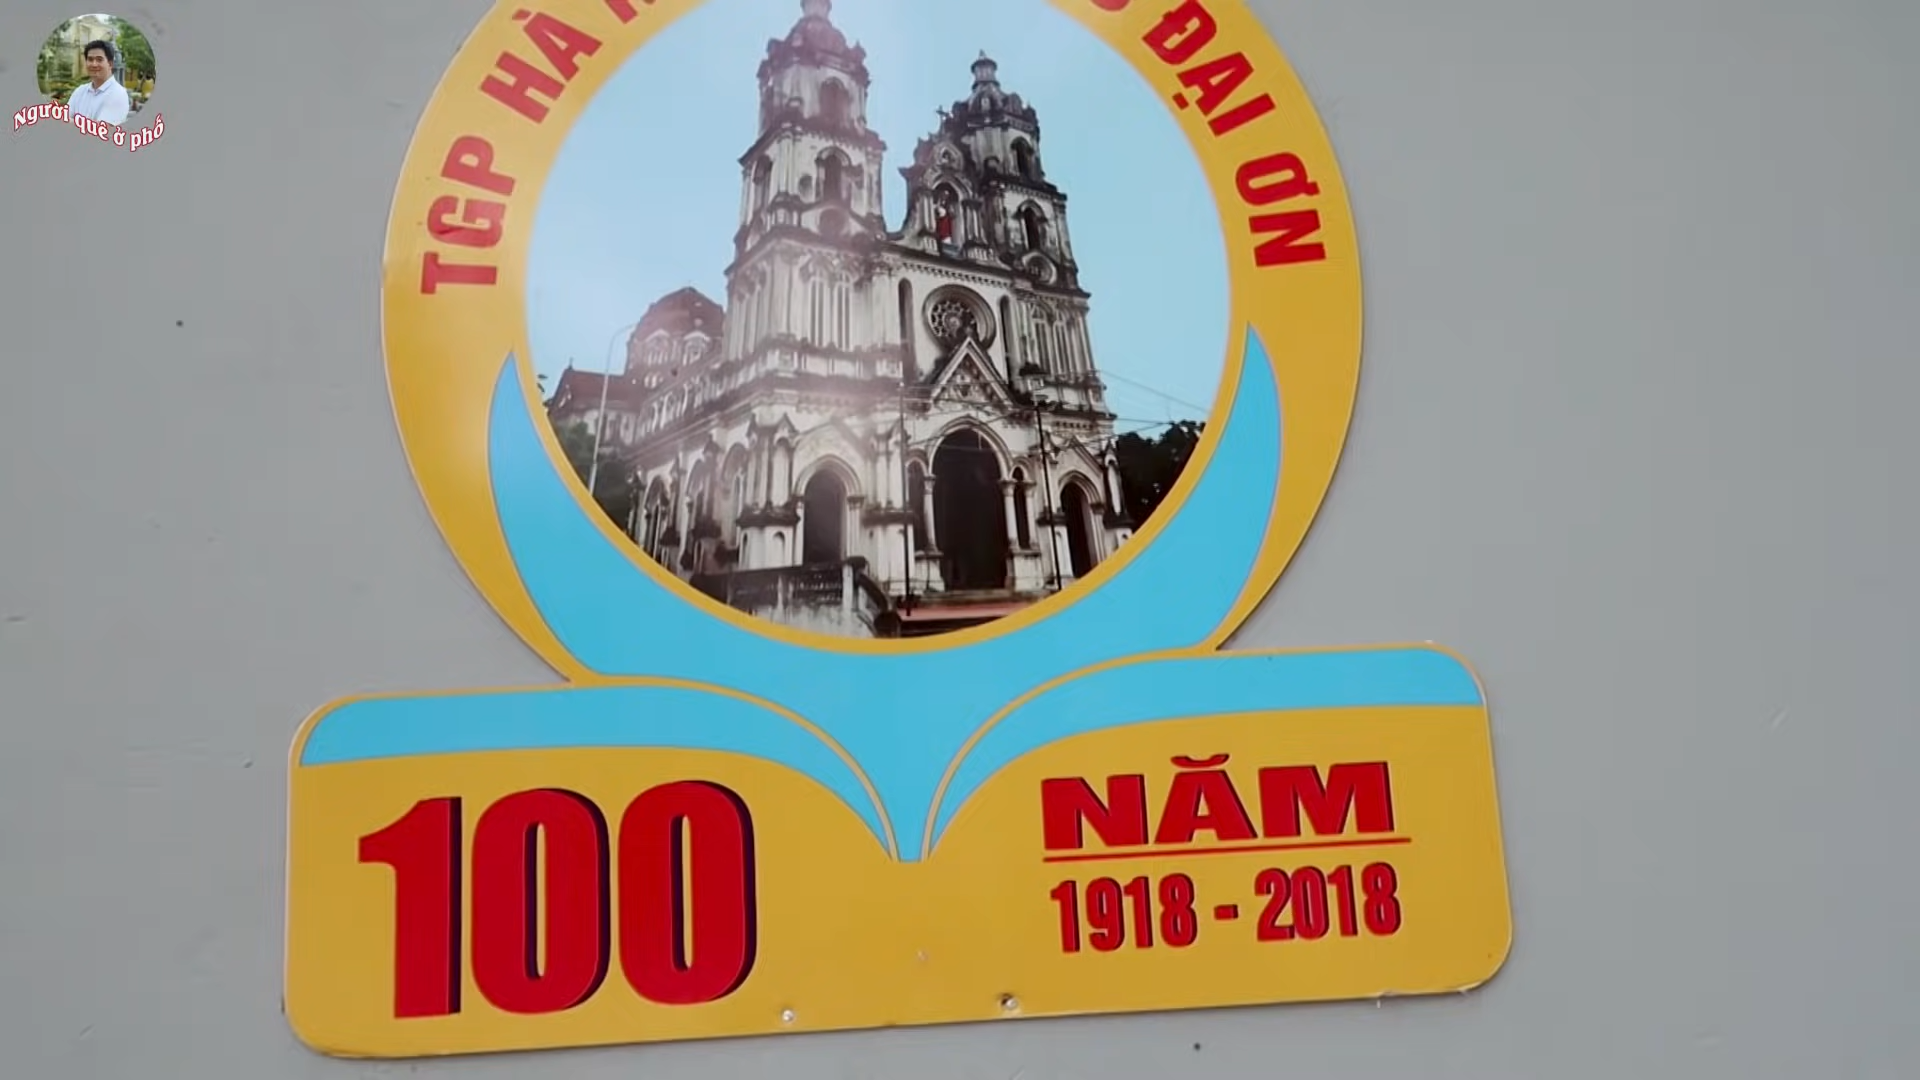 Người quê ở phố
TGP HÀ
ĐẠI ƠN
100
NĂM
1918 - 2018